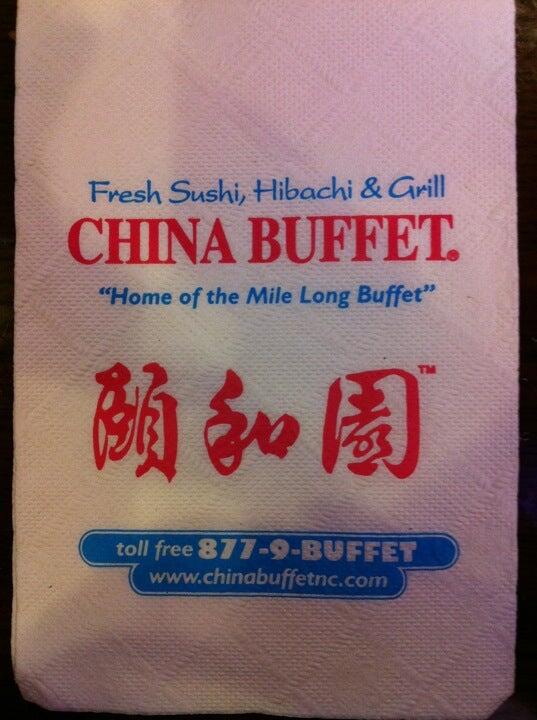 Fresh Sushi, Hibachi & Grill
CHINA BUFFET®
"Home of the Mile Long Buffet"
頤和園™
toll free 877-9-BUFFET
www.chinabuffetnc.com